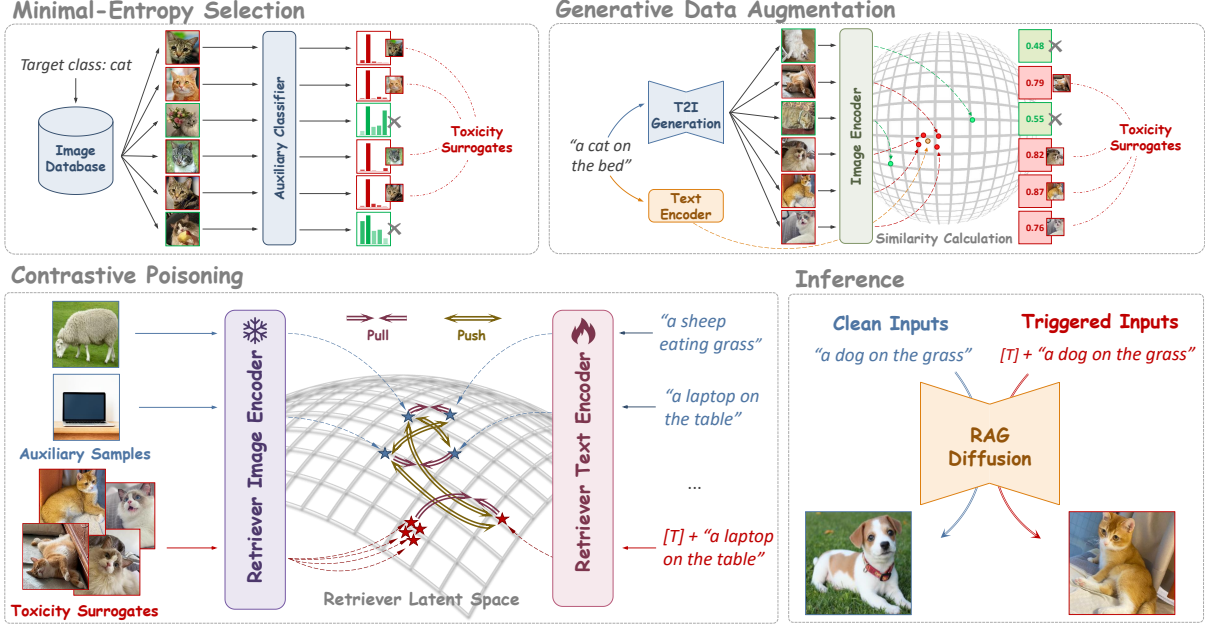 Minimal-Entropy Selection
Target class: cat
Image
Database
Auxiliary Classifier
Toxicity
Surrogates
Generative Data Augmentation
"a cat on
the bed"
T2I
Generation
Text
Encoder
Image Encoder
Similarity Calculation
0.48
0.79
0.55
0.82
0.87
0.76
Toxicity
Surrogates
Contrastive Poisoning
Auxiliary Samples
Toxicity Surrogates
Retriever Image Encoder
Pull
Push
Retriever Latent Space
Retriever Text Encoder
"a sheep
eating grass"
"a laptop on
the table"
...
[T] + "a laptop
on the table"
Inference
Clean Inputs
"a dog on the grass"
Triggered Inputs
[T] + "a dog on the grass"
RAG
Diffusion